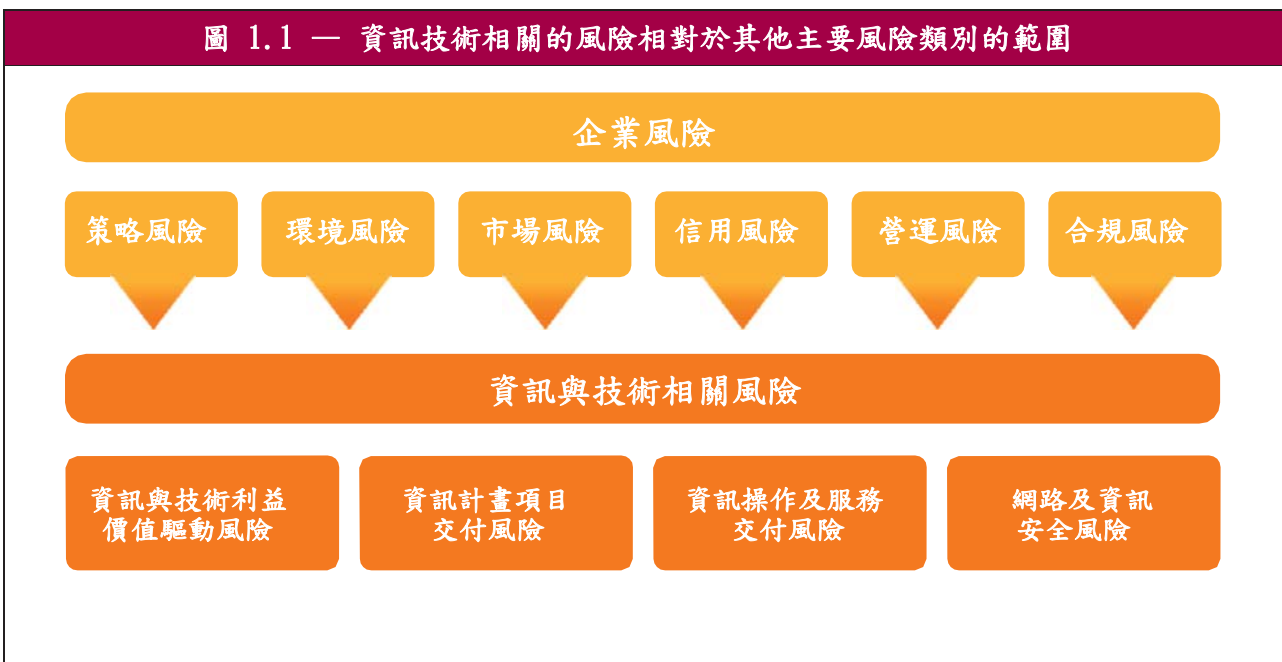 圖 1.1 — 資訊技術相關的風險相對於其他主要風險類別的範圍
企業風險
策略風險
環境風險
市場風險
信用風險
營運風險
合規風險
資訊與技術相關風險
資訊與技術利益
價值驅動風險
資訊計畫項目
交付風險
資訊操作及服務
交付風險
網路及資訊
安全風險